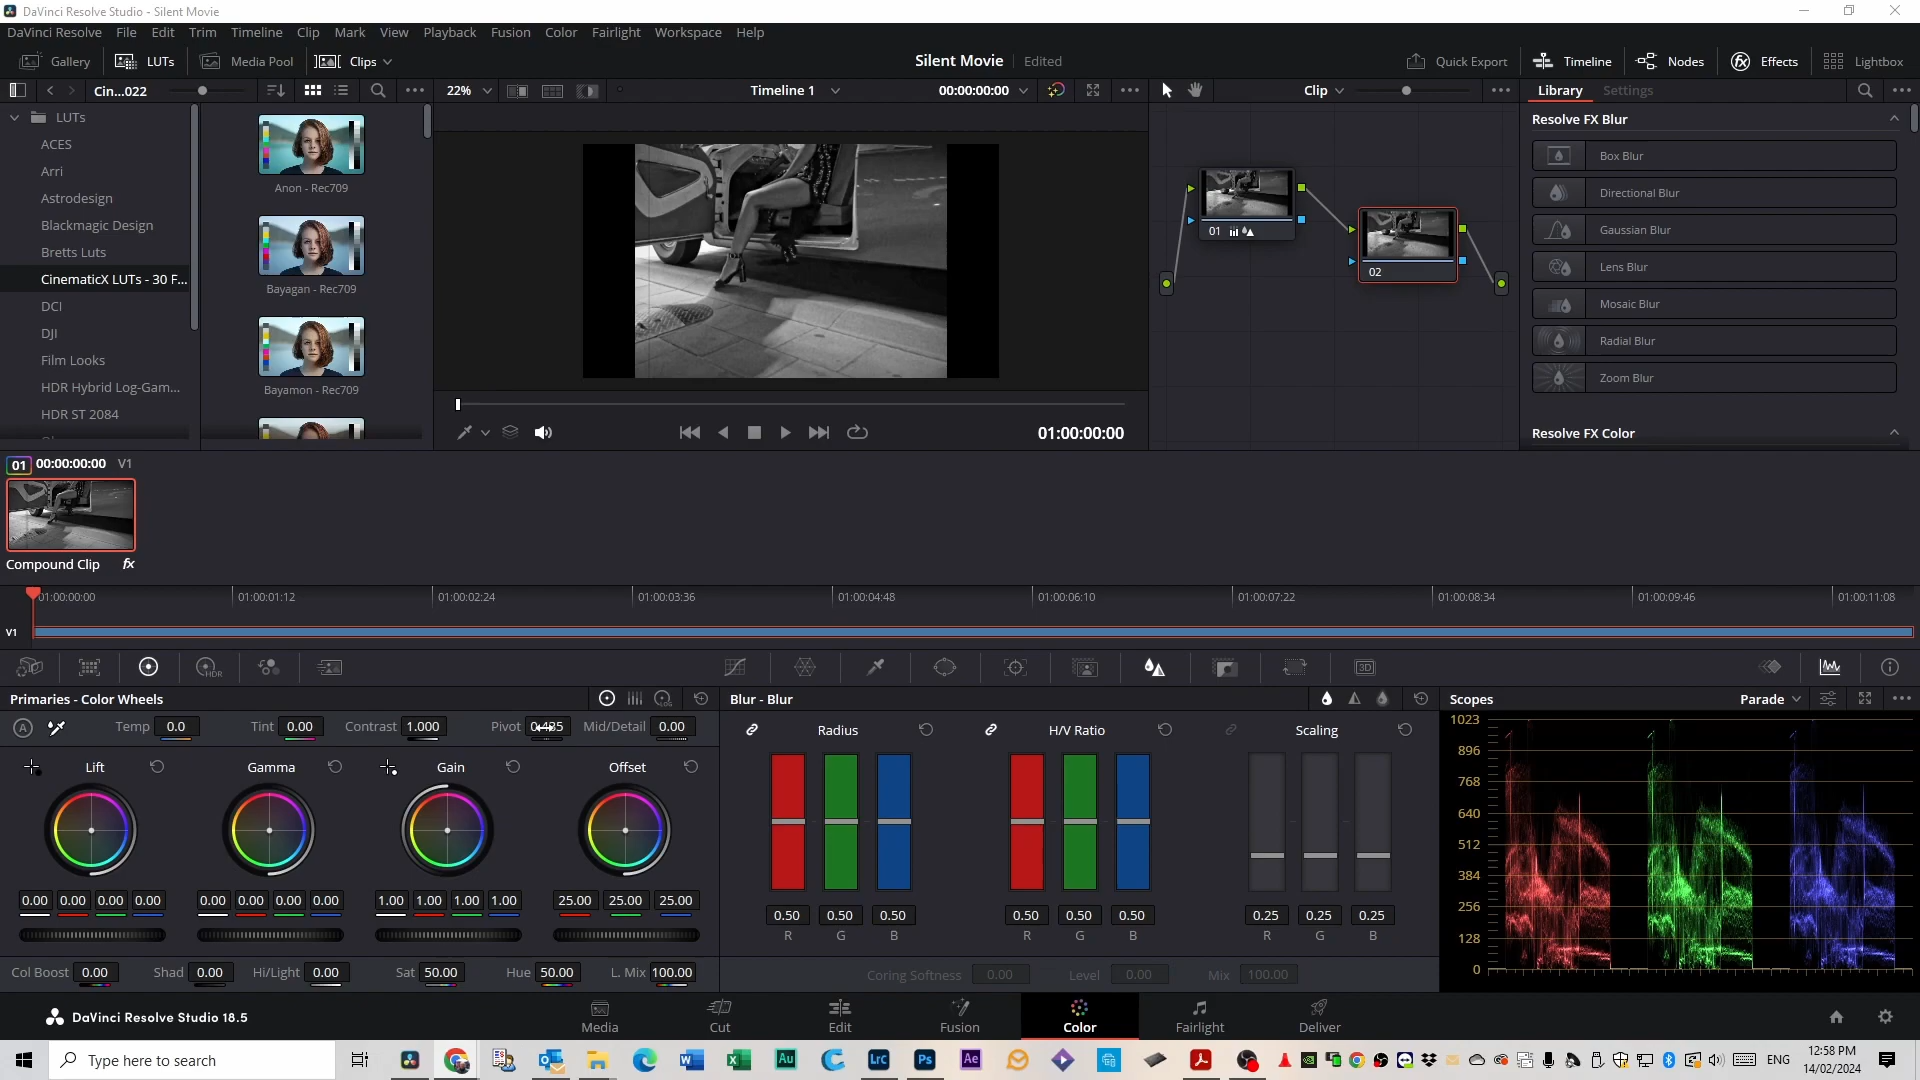 DaVinci Resolve Studio - Silent Movie
DaVinci Resolve File Edit Trim Timeline Clip Mark View Playback Fusion Color Fairlight Workspace Help
Gallery LUTs Media Pool Clips Silent Movie Edited Quick Export Timeline Nodes Effects Lightbox
Cin...022 22% Timeline 1 00:00:00:00 Clip Library Settings
LUTs
ACES
Arri
Astrodesign
Blackmagic Design
Bretts Luts
CinematicX LUTs - 30 F...
DCI
DJI
Film Looks
HDR Hybrid Log-Gam...
HDR ST 2084
Anon - Rec709
Bayagan - Rec709
Bayamon - Rec709
01:00:00:00
01
02
Resolve FX Blur
Box Blur
Directional Blur
Gaussian Blur
Lens Blur
Mosaic Blur
Radial Blur
Zoom Blur
Resolve FX Color
01 00:00:00:00 V1
Compound Clip fx
01:00:00:00 01:00:01:12 01:00:02:24 01:00:03:36 01:00:04:48 01:00:06:10 01:00:07:22 01:00:08:34 01:00:09:46 01:00:11:08
V1
HDR 3D
Primaries - Color Wheels LOG
A Temp 0.0 Tint 0.00 Contrast 1.000 Pivot 0.435 Mid/Detail 0.00
Lift Gamma Gain Offset
0.00 0.00 0.00 0.00 0.00 0.00 0.00 0.00 1.00 1.00 1.00 1.00 25.00 25.00 25.00
Col Boost 0.00 Shad 0.00 Hi/Light 0.00 Sat 50.00 Hue 50.00 L. Mix 100.00
Blur - Blur
Radius H/V Ratio Scaling
0.50 0.50 0.50 0.50 0.50 0.50 0.25 0.25 0.25
R G B R G B R G B
Coring Softness 0.00 Level 0.00 Mix 100.00
Scopes Parade
1023
896
768
640
512
384
256
128
0
DaVinci Resolve Studio 18.5
Media Cut Edit Fusion Color Fairlight Deliver
Type here to search
Lrc Ps Ae Au
ENG
12:58 PM
14/02/2024